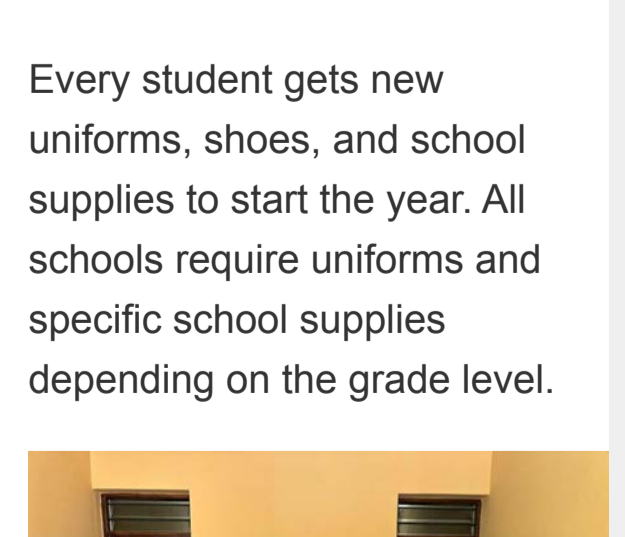 Every student gets new
uniforms, shoes, and school
supplies to start the year. All
schools require uniforms and
specific school supplies
depending on the grade level.